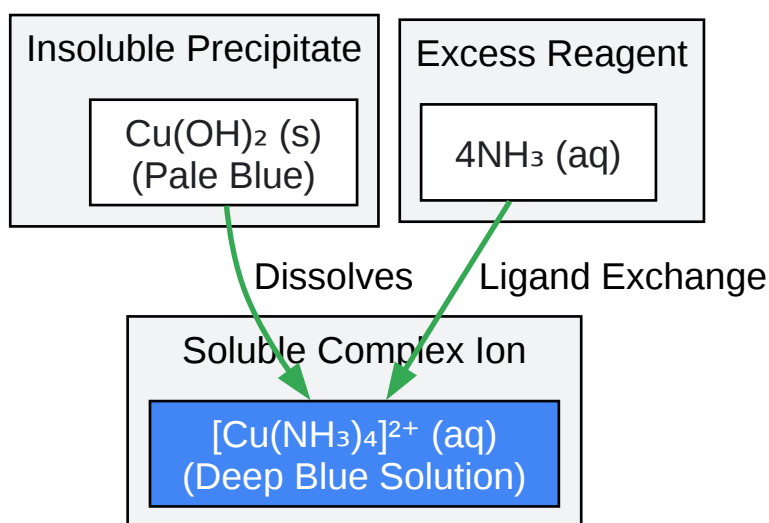 Insoluble Precipitate
Excess Reagent
Cu(OH)₂ (s)
(Pale Blue)
4NH₃ (aq)
Dissolves
Ligand Exchange
Soluble Complex Ion
[Cu(NH₃)₄]²⁺ (aq)
(Deep Blue Solution)